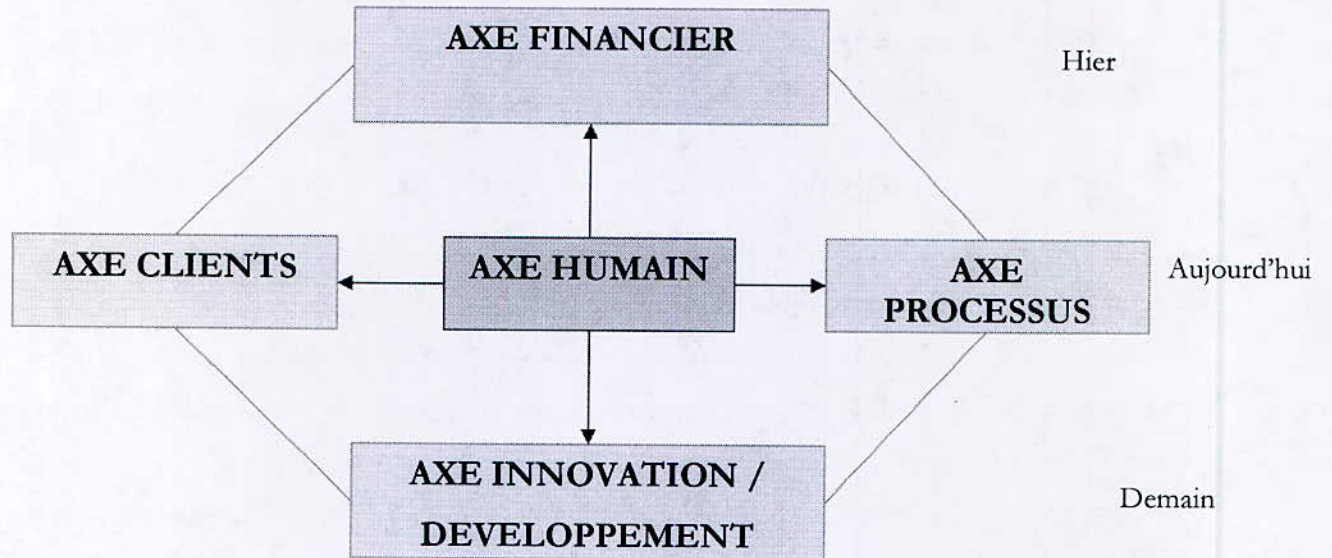 AXE FINANCIER
Hier
AXE CLIENTS
AXE HUMAIN
AXE
PROCESSUS
Aujourd'hui
AXE INNOVATION /
DEVELOPPEMENT
Demain